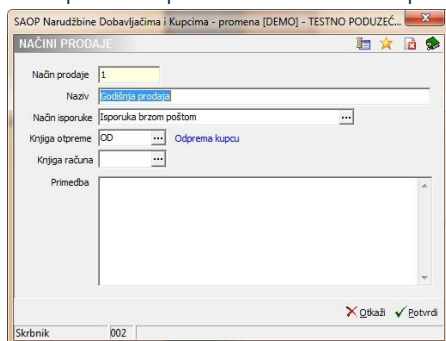 SAOP Narudžbine Dobavljačima i Kupcima - promena [DEMO] - TESTNO PODUZEĆ...
NAČINI PRODAJE
Način prodaje 1
Naziv Godišnja prodaja
Način isporuke Isporuka brzom poštom ...
Knjiga otpreme OD ... Odprema kupcu
Knjiga računa ...
Primedba
Otkaži Potvrdi
Skrbnik 002